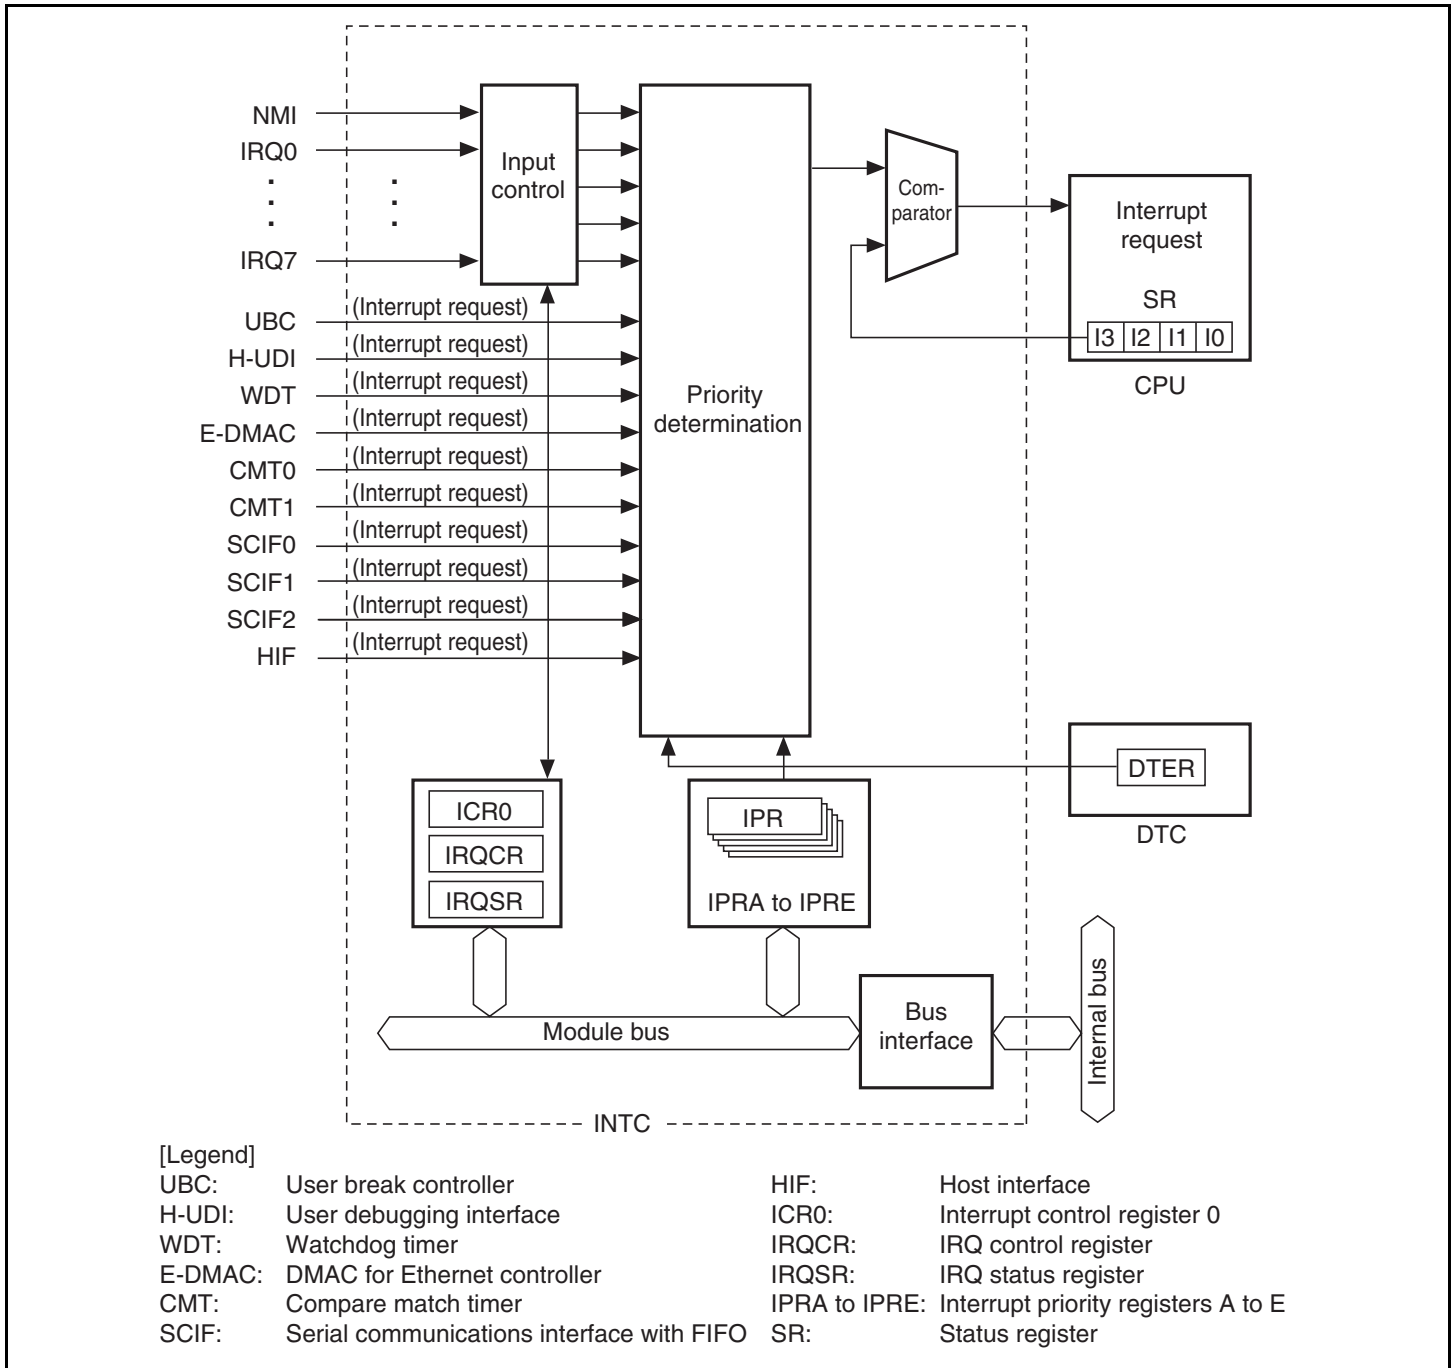 NMI
IRQ0
IRQ7
Input
control
UBC (Interrupt request)
H-UDI (Interrupt request)
WDT (Interrupt request)
E-DMAC (Interrupt request)
CMT0 (Interrupt request)
CMT1 (Interrupt request)
SCIF0 (Interrupt request)
SCIF1 (Interrupt request)
SCIF2 (Interrupt request)
HIF (Interrupt request)
Priority
determination
Com-
parator
Interrupt
request
SR
I3 I2 I1 I0
CPU
DTER
DTC
ICR0
IRQCR
IRQSR
IPR
IPRA to IPRE
Module bus
Bus
interface
Internal bus
INTC
[Legend]
UBC: User break controller
H-UDI: User debugging interface
WDT: Watchdog timer
E-DMAC: DMAC for Ethernet controller
CMT: Compare match timer
SCIF: Serial communications interface with FIFO
HIF: Host interface
ICR0: Interrupt control register 0
IRQCR: IRQ control register
IRQSR: IRQ status register
IPRA to IPRE: Interrupt priority registers A to E
SR: Status register